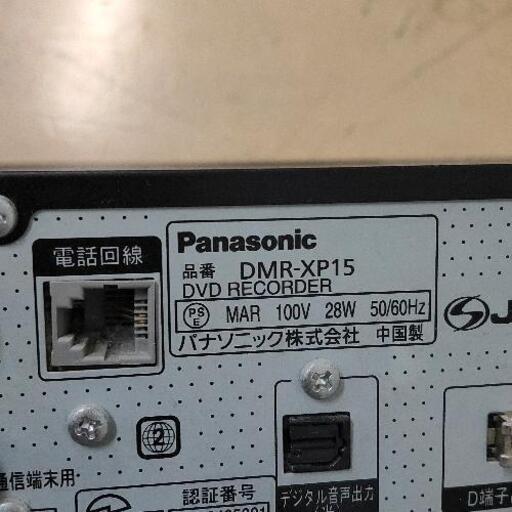 電話回線
Panasonic
品番 DMR-XP15
DVD RECORDER
PS E MAR 100V 28W 50/60Hz
パナソニック株式会社 中国製
J
2
通信端末用
認証番号
デジタル音声出力
D端子